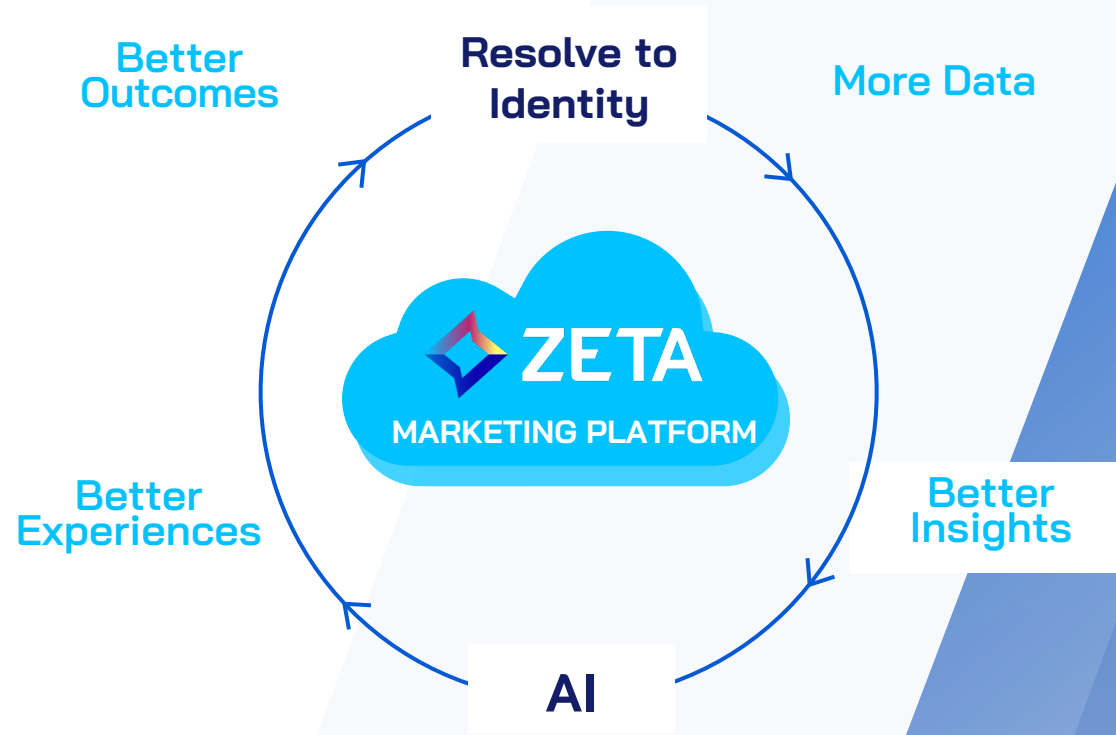 Better
Outcomes
Resolve to
Identity
More Data
ZETA
MARKETING PLATFORM
Better
Experiences
Better
Insights
AI